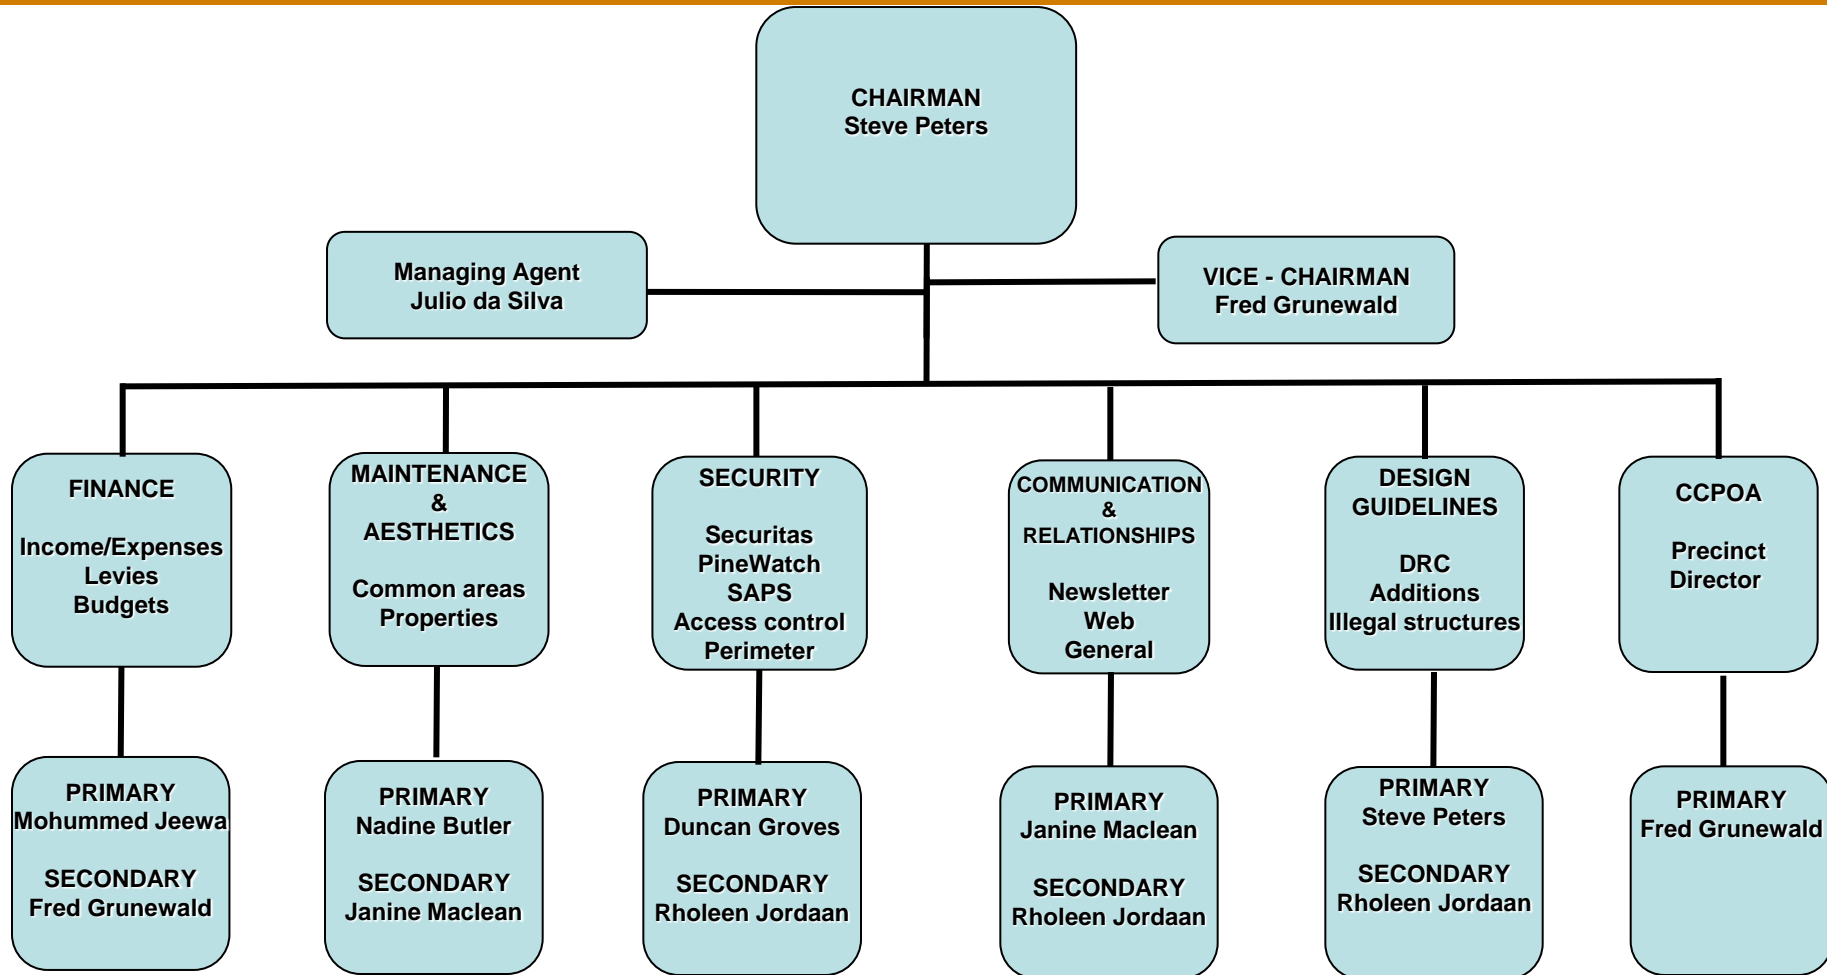 CHAIRMAN
Steve Peters
Managing Agent
Julio da Silva
VICE - CHAIRMAN
Fred Grunewald
FINANCE
Income/Expenses
Levies
Budgets
MAINTENANCE
&
AESTHETICS
Common areas
Properties
SECURITY
Securitas
PineWatch
SAPS
Access control
Perimeter
COMMUNICATION
&
RELATIONSHIPS
Newsletter
Web
General
DESIGN
GUIDELINES
DRC
Additions
Illegal structures
CCPOA
Precinct
Director
PRIMARY
Mohummed Jeewa
SECONDARY
Fred Grunewald
PRIMARY
Nadine Butler
SECONDARY
Janine Maclean
PRIMARY
Duncan Groves
SECONDARY
Rholeen Jordaan
PRIMARY
Janine Maclean
SECONDARY
Rholeen Jordaan
PRIMARY
Steve Peters
SECONDARY
Rholeen Jordaan
PRIMARY
Fred Grunewald